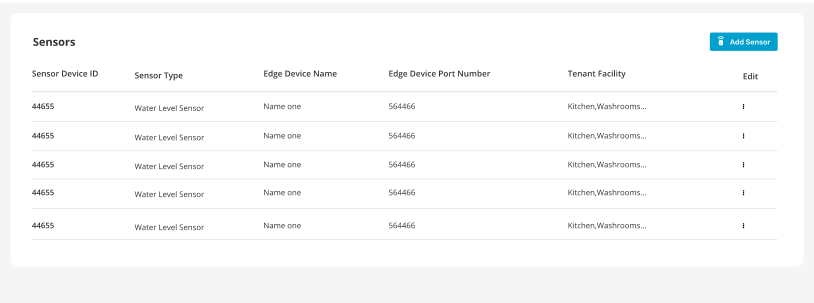 Sensors
Add Sensor
Sensor Device ID Sensor Type Edge Device Name Edge Device Port Number Tenant Facility Edit
44655 Water Level Sensor Name one 564466 Kitchen,Washrooms...
44655 Water Level Sensor Name one 564466 Kitchen,Washrooms...
44655 Water Level Sensor Name one 564466 Kitchen,Washrooms...
44655 Water Level Sensor Name one 564466 Kitchen,Washrooms...
44655 Water Level Sensor Name one 564466 Kitchen,Washrooms...